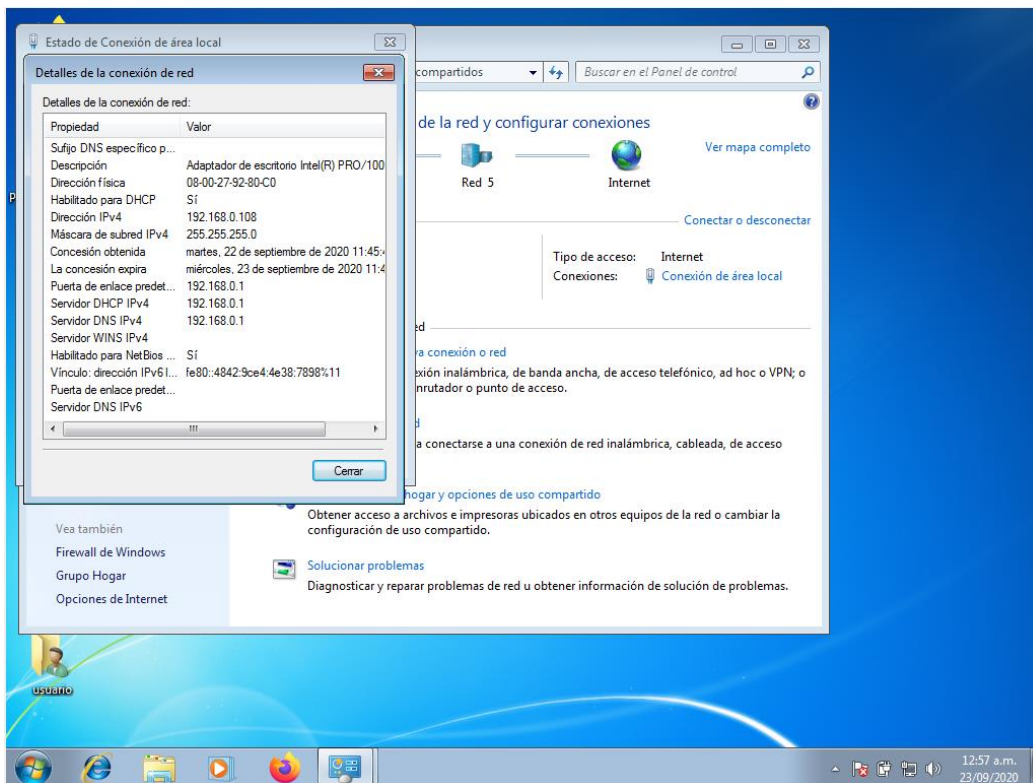 Estado de Conexión de área local
Detalles de la conexión de red
Detalles de la conexión de red:
Propiedad Valor
Sufijo DNS específico p...
Descripción Adaptador de escritorio Intel(R) PRO/100
Dirección física 08-00-27-92-80-C0
Habilitado para DHCP Sí
Dirección IPv4 192.168.0.108
Máscara de subred IPv4 255.255.255.0
Concesión obtenida martes, 22 de septiembre de 2020 11:45:
La concesión expira miércoles, 23 de septiembre de 2020 11:4
Puerta de enlace predet... 192.168.0.1
Servidor DHCP IPv4 192.168.0.1
Servidor DNS IPv4 192.168.0.1
Servidor WINS IPv4
Habilitado para NetBios ... Sí
Vínculo: dirección IPv6 l... fe80::4842:9ce4:4e38:7898%11
Puerta de enlace predet...
Servidor DNS IPv6
Cerrar
compartidos
Buscar en el Panel de control
de la red y configurar conexiones
Ver mapa completo
Red 5
Internet
Conectar o desconectar
Tipo de acceso: Internet
Conexiones: Conexión de área local
ed
va conexión o red
exión inalámbrica, de banda ancha, de acceso telefónico, ad hoc o VPN; o
nrutador o punto de acceso.
d
a conectarse a una conexión de red inalámbrica, cableada, de acceso
hogar y opciones de uso compartido
Obtener acceso a archivos e impresoras ubicados en otros equipos de la red o cambiar la
configuración de uso compartido.
Solucionar problemas
Diagnosticar y reparar problemas de red u obtener información de solución de problemas.
Vea también
Firewall de Windows
Grupo Hogar
Opciones de Internet
usuario
12:57 a.m.
23/09/2020